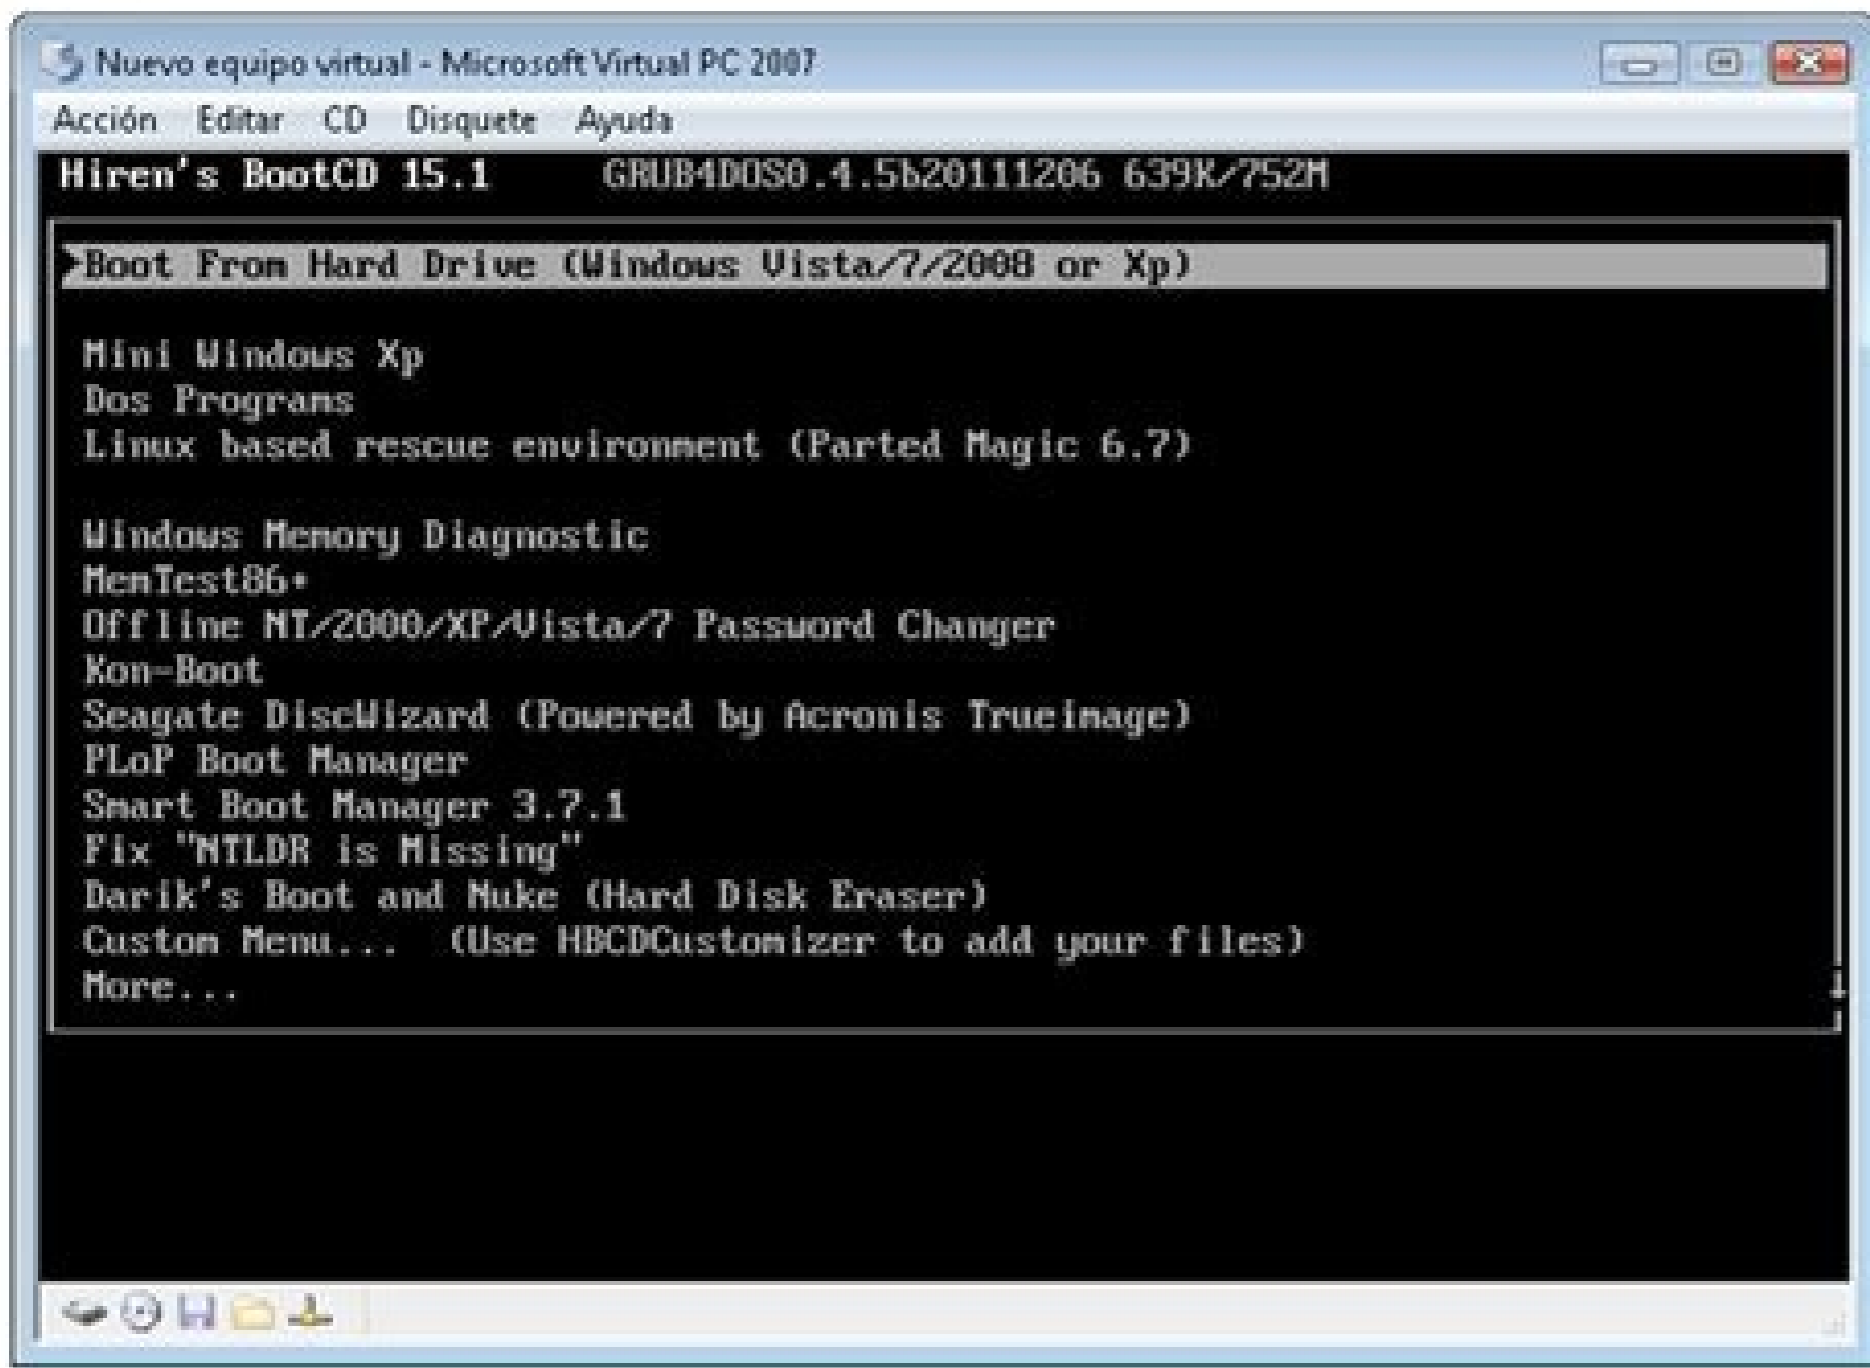 Nuevo equipo virtual - Microsoft Virtual PC 2007
Acción Editar CD Disquete Ayuda
Hiren's BootCD 15.1 GRUB4DOS0.4.5b20111206 639K/752M
Boot From Hard Drive (Windows Vista/7/2008 or Xp)
Mini Windows Xp
Dos Programs
Linux based rescue environment (Parted Magic 6.7)
Windows Memory Diagnostic
MemTest86+
Offline NT/2000/XP/Vista/7 Password Changer
Kon-Boot
Seagate DiscWizard (Powered by Acronis Trueimage)
PLoP Boot Manager
Smart Boot Manager 3.7.1
Fix "NTLDR is Missing"
Darik's Boot and Nuke (Hard Disk Eraser)
Custom Menu... (Use HBCDCustomizer to add your files)
More...